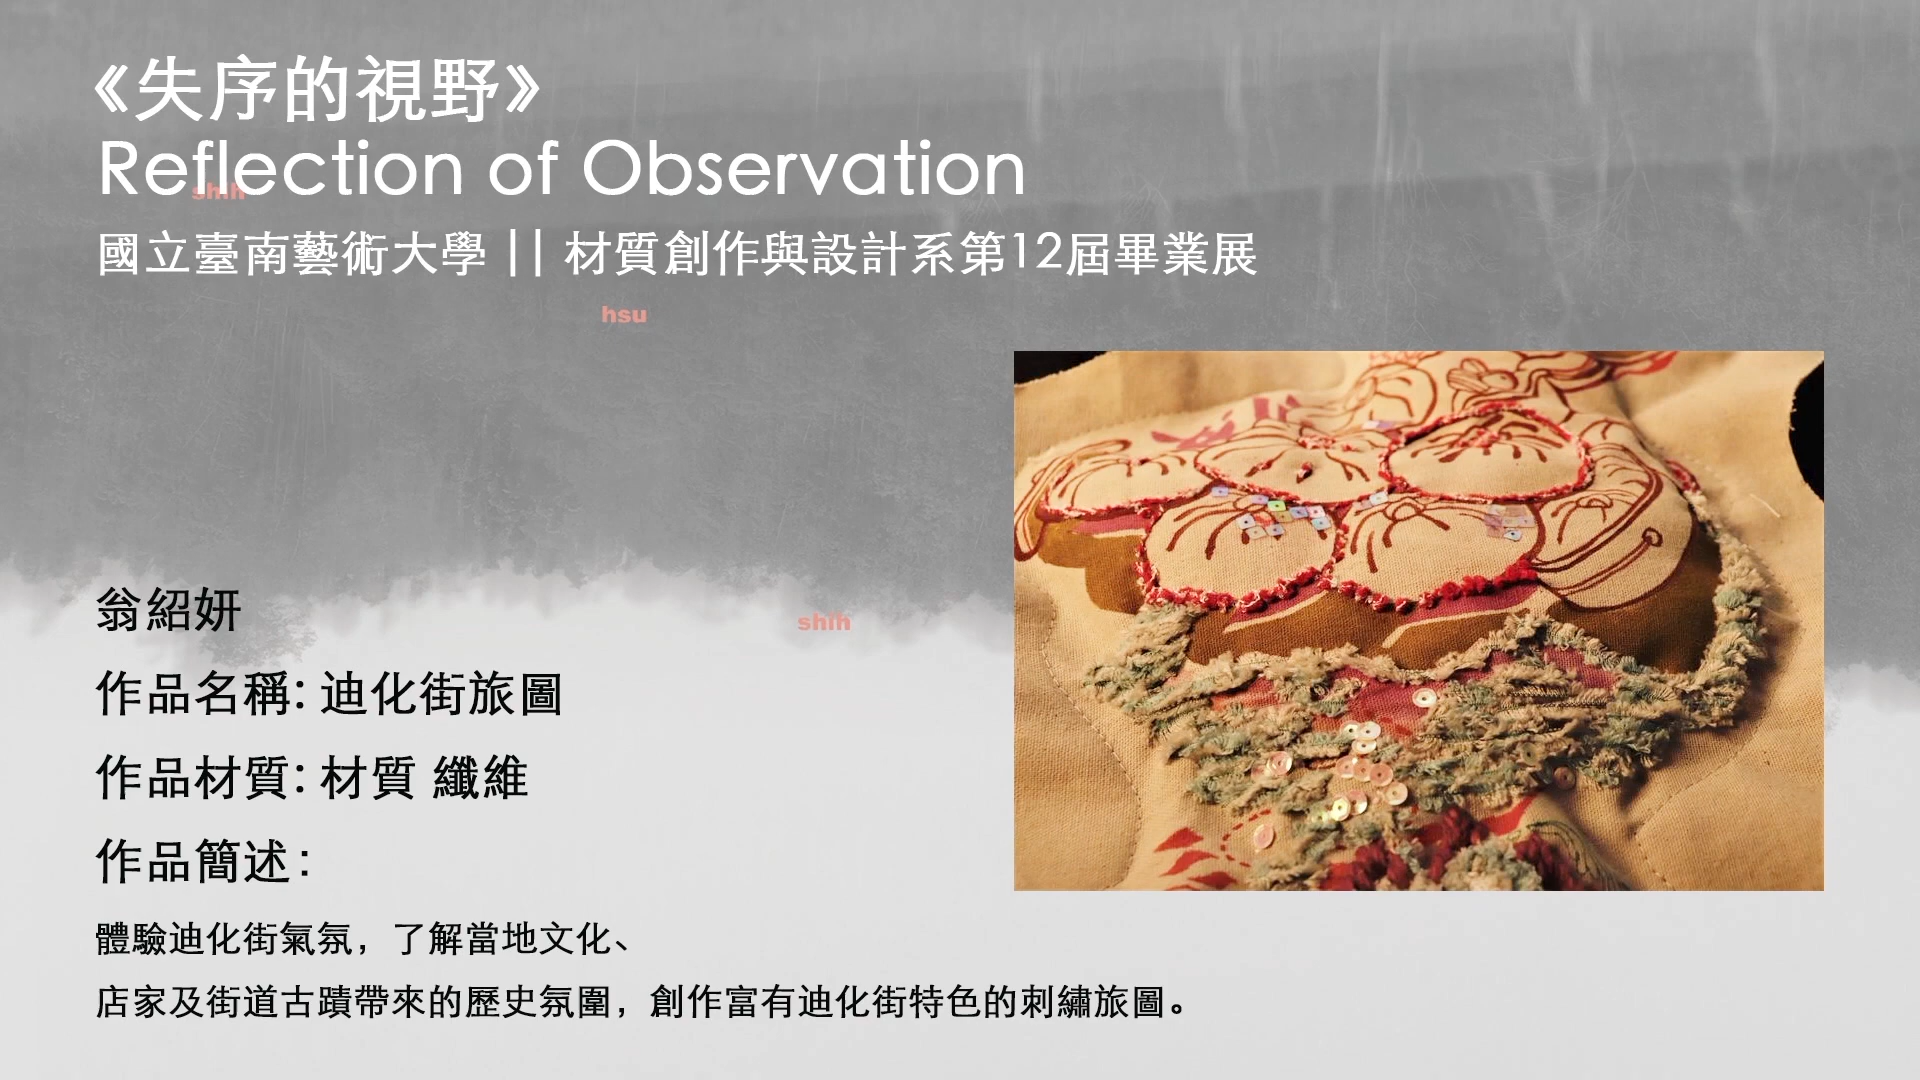 《失序的視野》
Reflection of Observation
shih
國立臺南藝術大學 || 材質創作與設計系第12屆畢業展
hsu
翁紹妍
shih
作品名稱: 迪化街旅圖
作品材質: 材質 纖維
作品簡述:
體驗迪化街氣氛，了解當地文化、
店家及街道古蹟帶來的歷史氛圍，創作富有迪化街特色的刺繡旅圖。